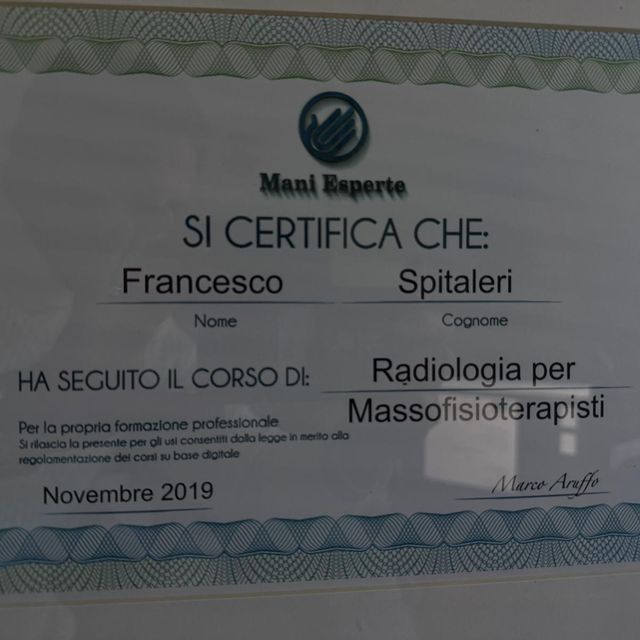 Mani Esperte
SI CERTIFICA CHE:
Francesco Spitaleri
Nome Cognome
HA SEGUITO IL CORSO DI: Radiologia per
Massofisioterapisti
Per la propria formazione professionale
Si rilascia la presente per gli usi consentiti dalla legge in merito alla
regolamentazione dei corsi su base digitale
Novembre 2019
Marco Aruffo